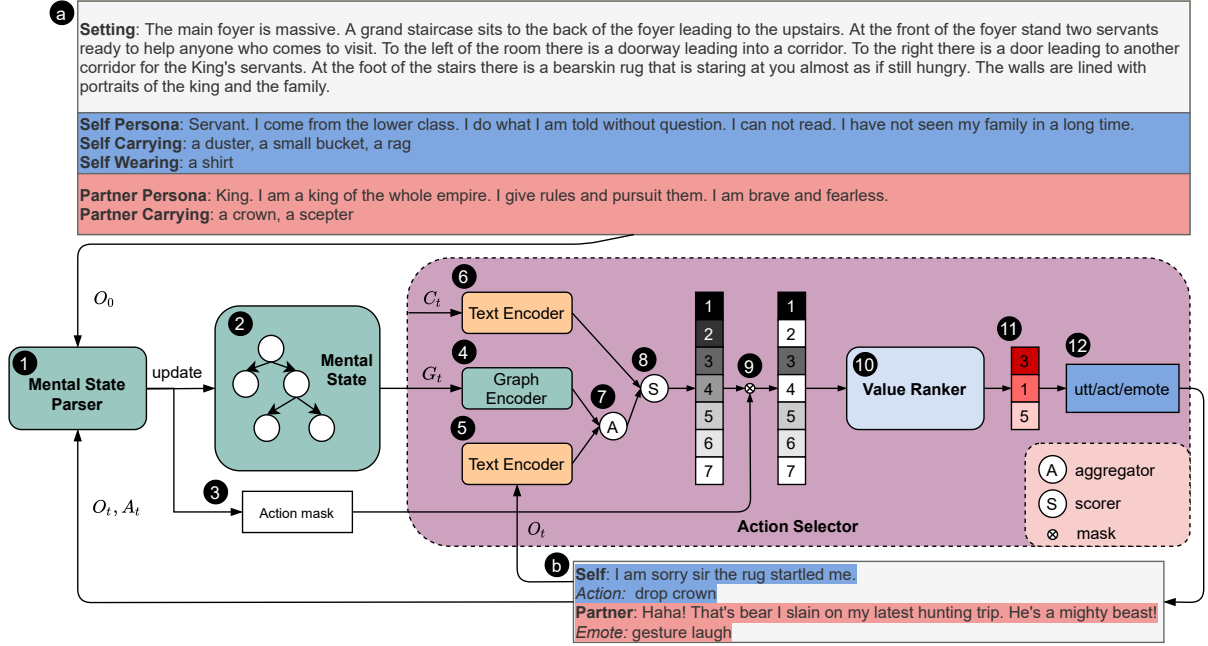 a
Setting: The main foyer is massive. A grand staircase sits to the back of the foyer leading to the upstairs. At the front of the foyer stand two servants
ready to help anyone who comes to visit. To the left of the room there is a doorway leading into a corridor. To the right there is a door leading to another
corridor for the King's servants. At the foot of the stairs there is a bearskin rug that is staring at you almost as if still hungry. The walls are lined with
portraits of the king and the family.
Self Persona: Servant. I come from the lower class. I do what I am told without question. I can not read. I have not seen my family in a long time.
Self Carrying: a duster, a small bucket, a rag
Self Wearing: a shirt
Partner Persona: King. I am a king of the whole empire. I give rules and pursuit them. I am brave and fearless.
Partner Carrying: a crown, a scepter
O_0
1
Mental State
Parser
update
2
Mental
State
3
Action mask
O_t, A_t
C_t
6
Text Encoder
G_t
4
Graph
Encoder
5
Text Encoder
O_t
7
A
8
S
1
2
3
4
5
6
7
9
1
2
3
4
5
6
7
10
Value Ranker
11
3
1
5
12
utt/act/emote
Action Selector
A aggregator
S scorer
⊗ mask
b
Self: I am sorry sir the rug startled me.
Action: drop crown
Partner: Haha! That's bear I slain on my latest hunting trip. He's a mighty beast!
Emote: gesture laugh